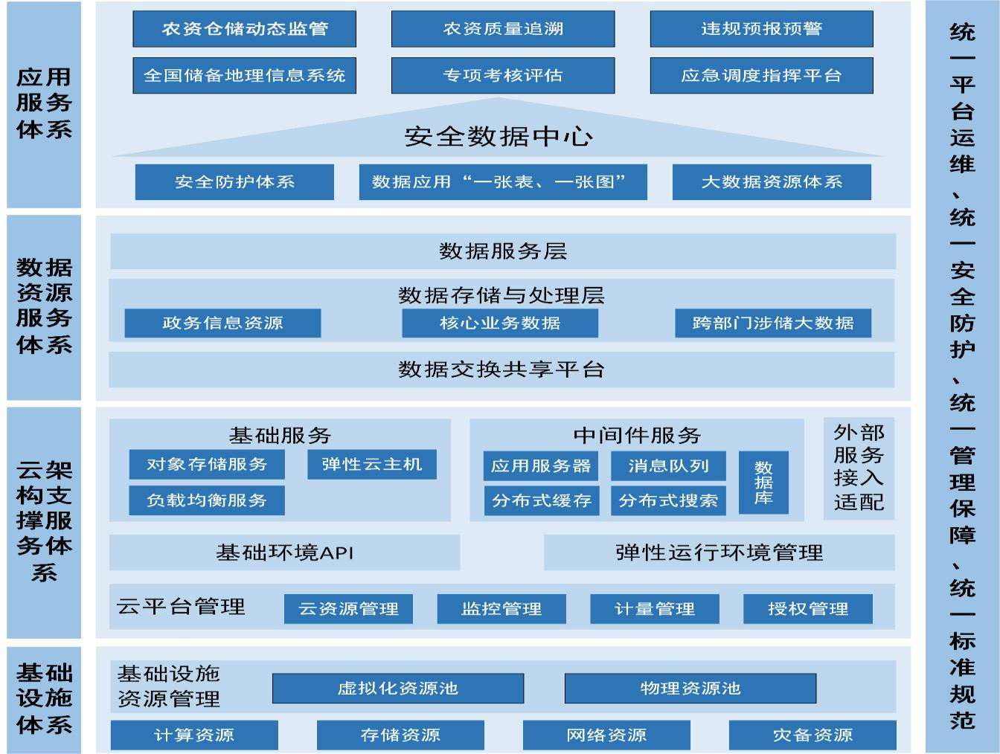 应用
服务
体系
农资仓储动态监管
农资质量追溯
违规预报预警
全国储备地理信息系统
专项考核评估
应急调度指挥平台
安全数据中心
安全防护体系
数据应用“一张表、一张图”
大数据资源体系
数据
资源
服务
体系
数据服务层
数据存储与处理层
政务信息资源
核心业务数据
跨部门涉储大数据
数据交换共享平台
云架
构支
撑服
务体
系
基础服务
对象存储服务
弹性云主机
负载均衡服务
中间件服务
应用服务器
消息队列
分布式缓存
分布式搜索
数据库
外部
服务
接入
适配
基础环境API
弹性运行环境管理
云平台管理
云资源管理
监控管理
计量管理
授权管理
基础
设施
体系
基础设施
资源管理
虚拟化资源池
物理资源池
计算资源
存储资源
网络资源
灾备资源
统一平台运维、统一安全防护、统一管理保障、统一标准规范